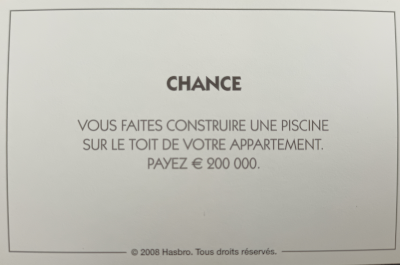 CHANCE
VOUS FAITES CONSTRUIRE UNE PISCINE
SUR LE TOIT DE VOTRE APPARTEMENT.
PAYEZ € 200 000.
© 2008 Hasbro. Tous droits réservés.